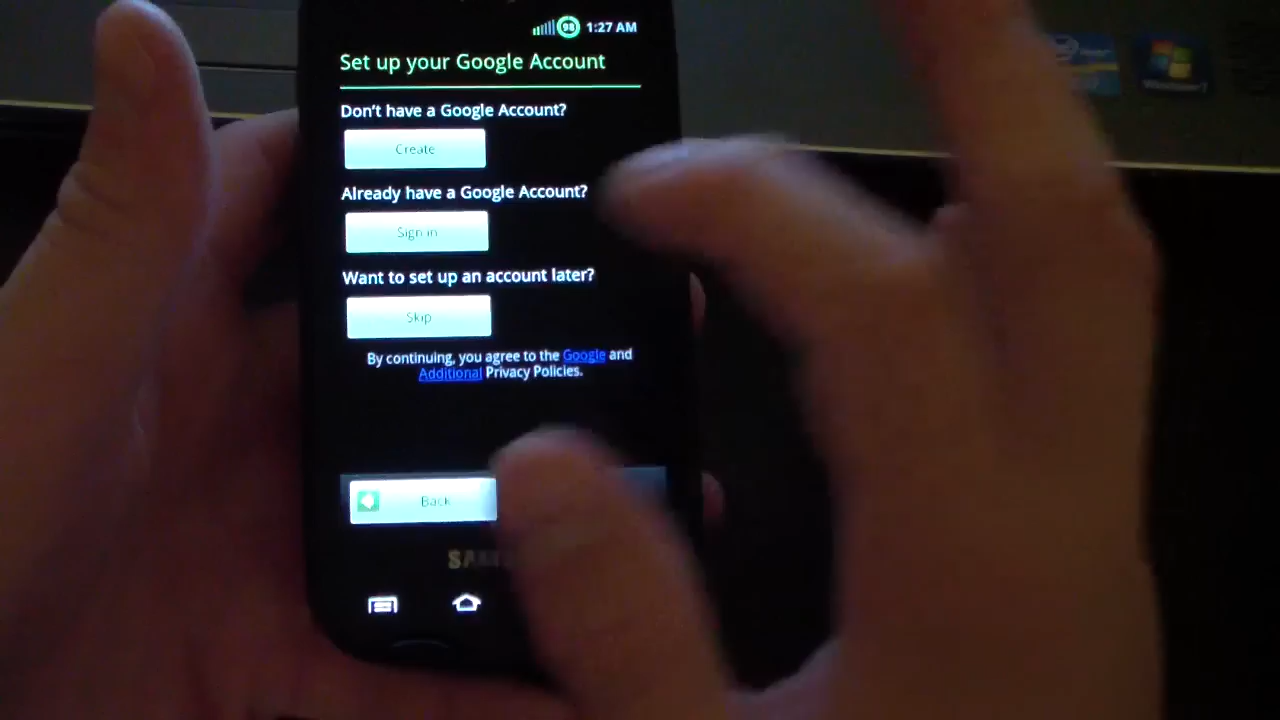 98 1:27 AM
Set up your Google Account
Don't have a Google Account?
Create
Already have a Google Account?
Sign in
Want to set up an account later?
Skip
By continuing, you agree to the Google and
Additional Privacy Policies.
Back